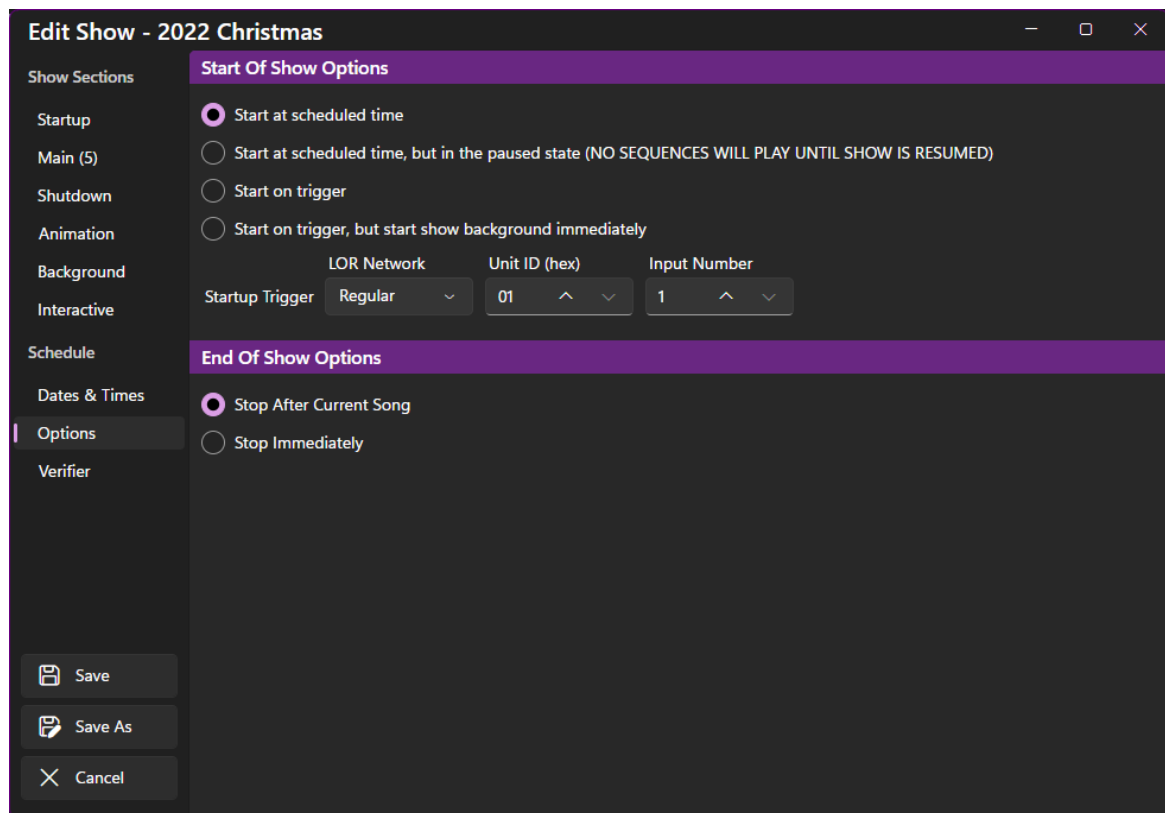 Edit Show - 2022 Christmas
Show Sections
Startup
Main (5)
Shutdown
Animation
Background
Interactive
Schedule
Dates & Times
Options
Verifier
Save
Save As
Cancel
Start Of Show Options
Start at scheduled time
Start at scheduled time, but in the paused state (NO SEQUENCES WILL PLAY UNTIL SHOW IS RESUMED)
Start on trigger
Start on trigger, but start show background immediately
LOR Network Unit ID (hex) Input Number
Startup Trigger Regular 01 1
End Of Show Options
Stop After Current Song
Stop Immediately